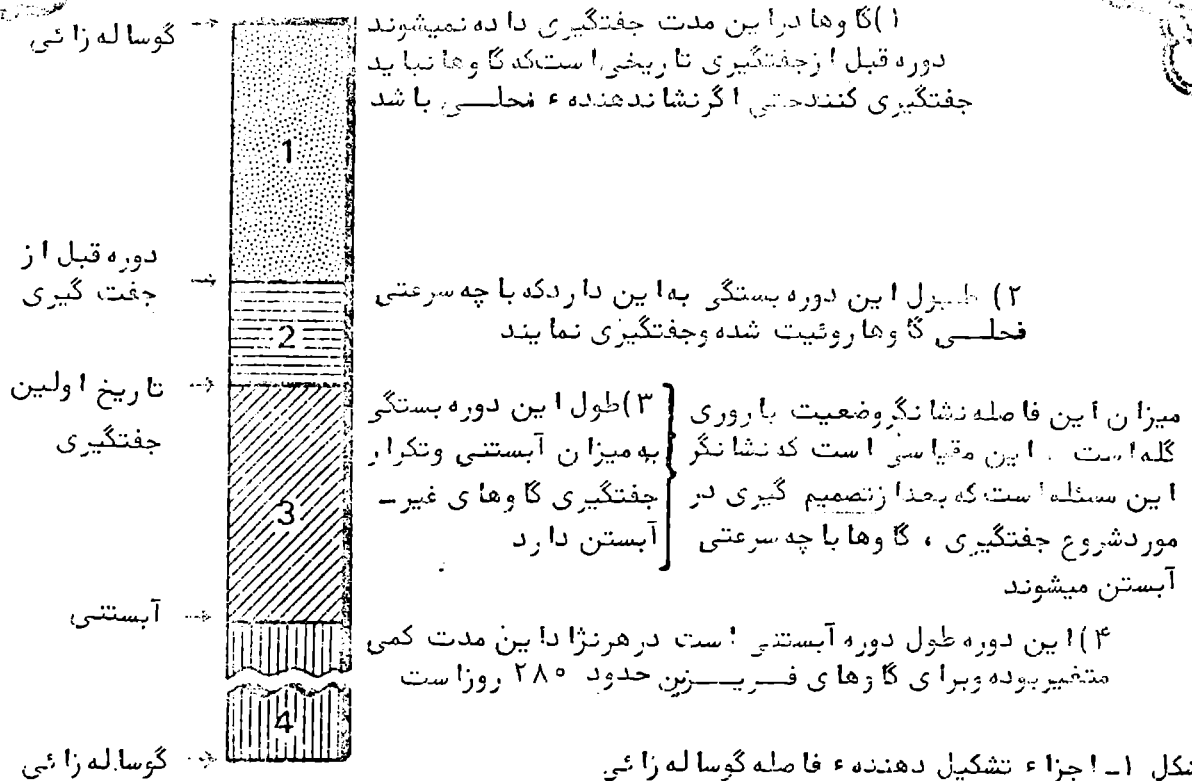 ۱)گاوها در این مدت جفتگیری داده نمیشوند
دوره قبل از جفتگیری تاریخی است که گاوها نباید
جفتگیری کنند حتی اگر نشاندهندهٔ فحلی باشد
گوساله زائی
1
دوره قبل از
جفت گیری
۲) طول این دوره بستگی به این دارد که با چه سرعتی
فحلی گاوها روئیت شده و جفتگیری نمایند
2
تاریخ اولین
جفتگیری
۳)طول این دوره بستگی
به میزان آبستنی و تکرار
جفتگیری گاوهای غیر-
آبستن دارد
میزان این فاصله نشانگر وضعیت باروری
گله است . این مقیاسی است که نشانگر
این مسئله است که بعد از تصمیم گیری در
مورد شروع جفتگیری ، گاوها با چه سرعتی
آبستن میشوند
3
آبستنی
۴)این دوره طول دوره آبستنی است در هر نژاد این مدت کمی
متغیر بوده و برای گاوهای فریزین حدود ۲۸۰ روز است
4
گوساله زائی
شکل ۱- اجزاء تشکیل دهندهٔ فاصله گوساله زائی